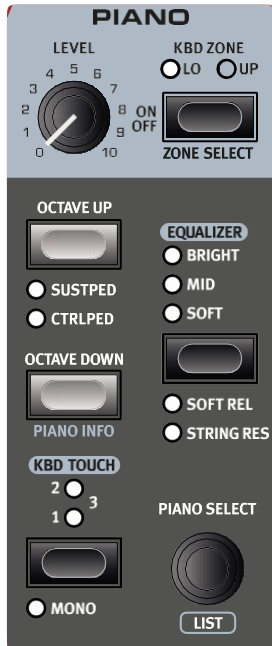 PIANO
LEVEL
KBD ZONE
LO UP
0 1 2 3 4 5 6 7 8 9 10
ON
OFF
ZONE SELECT
OCTAVE UP
SUSTPED
CTRLPED
OCTAVE DOWN
PIANO INFO
KBD TOUCH
2
3
1
MONO
EQUALIZER
BRIGHT
MID
SOFT
SOFT REL
STRING RES
PIANO SELECT
LIST